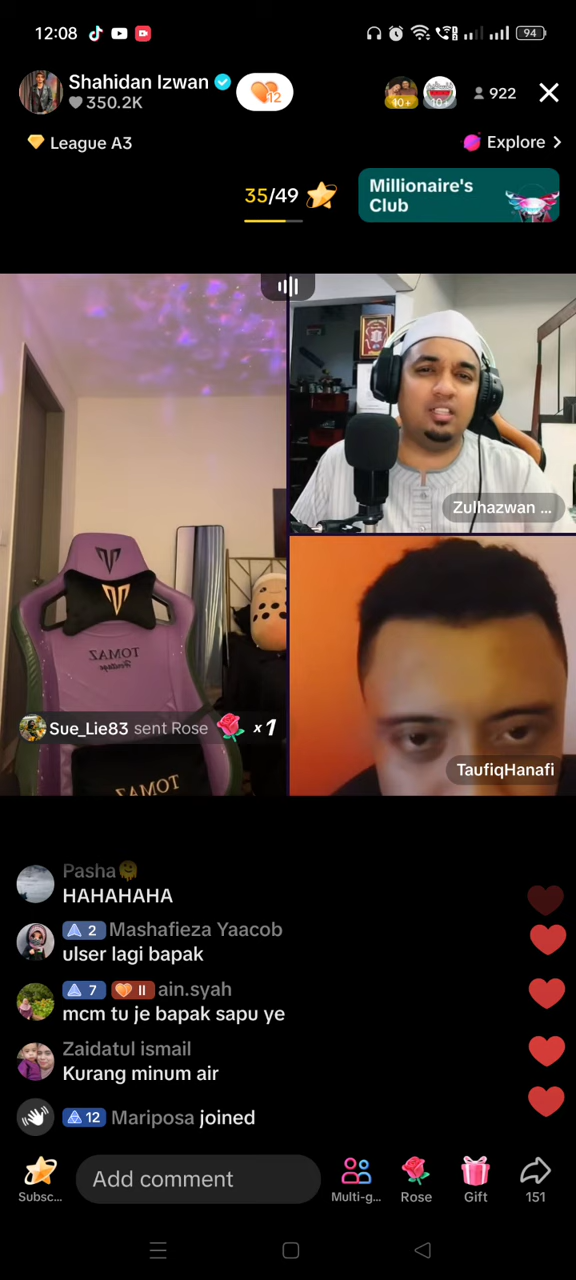 12:08
94
Shahidan Izwan
350.2K
12
10+
10+
922
League A3
Explore
35/49
Millionaire's
Club
Zulhazwan ...
TOMAZ
TOMAZ
Sue_Lie83 sent Rose x1
TaufiqHanafi
Pasha
HAHAHAHA
2 Mashafieza Yaacob
ulser lagi bapak
7 II ain.syah
mcm tu je bapak sapu ye
Zaidatul ismail
Kurang minum air
12 Mariposa joined
Add comment
Subsc...
Multi-g...
Rose
Gift
151